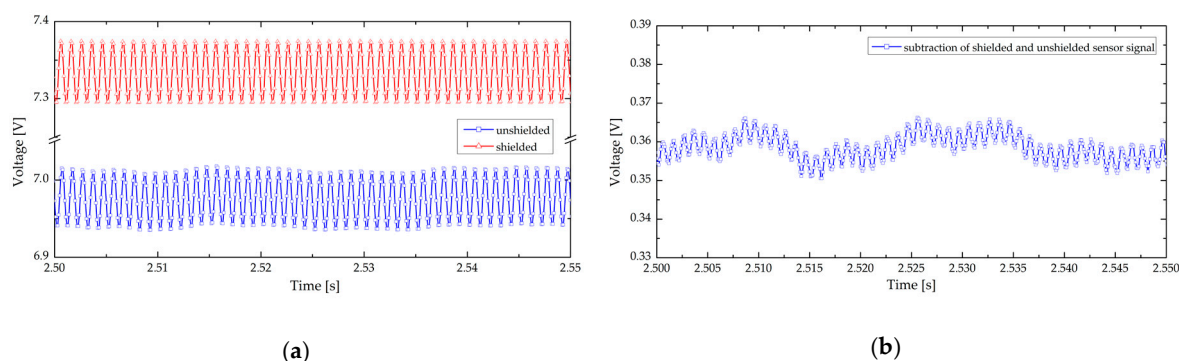 7.4
7.3
7.0
6.9
Voltage [V]
unshielded
shielded
2.50 2.51 2.52 2.53 2.54 2.55
Time [s]
(a)
0.39
0.38
0.37
0.36
0.35
0.34
0.33
Voltage [V]
subtraction of shielded and unshielded sensor signal
2.500 2.505 2.510 2.515 2.520 2.525 2.530 2.535 2.540 2.545 2.550
Time [s]
(b)